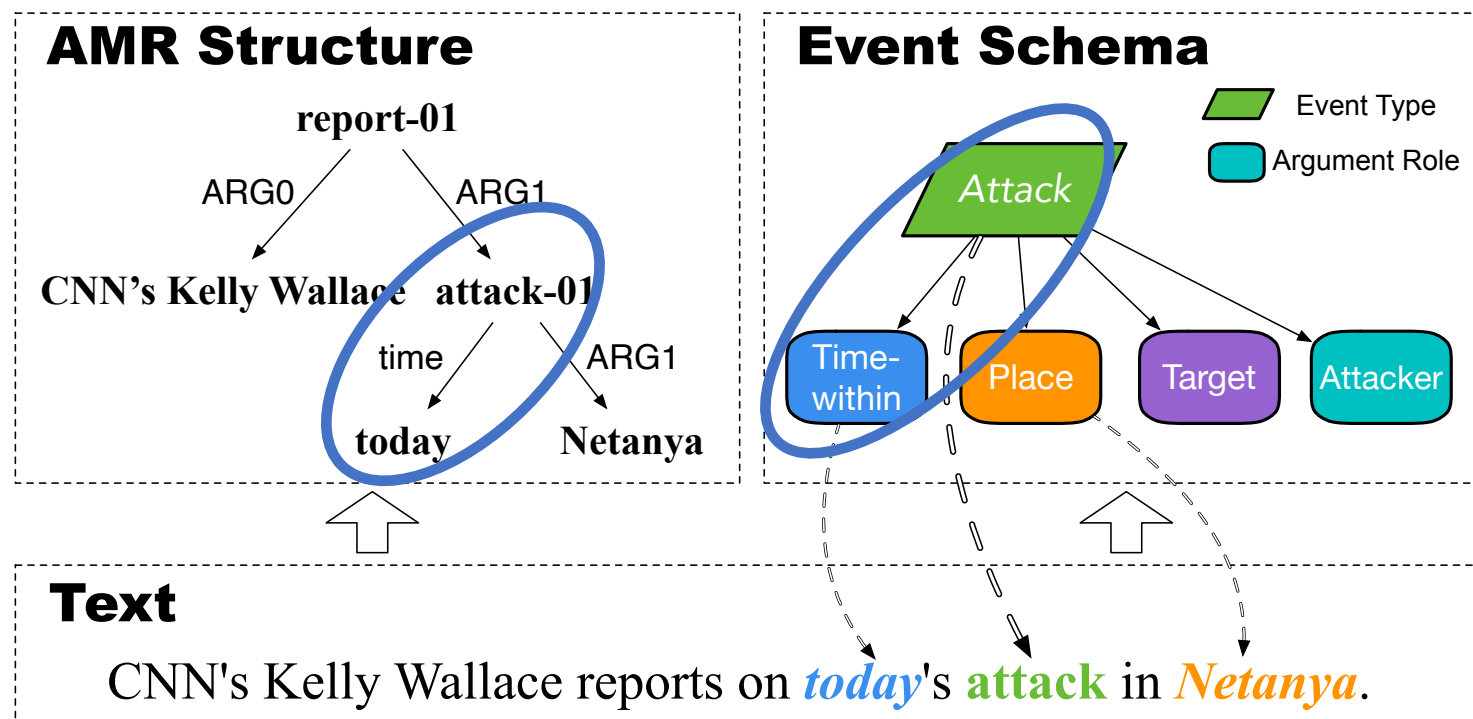 AMR Structure
report-01
ARG0
ARG1
CNN's Kelly Wallace
attack-01
time
ARG1
today
Netanya
Event Schema
Event Type
Argument Role
Attack
Time-
within
Place
Target
Attacker
Text
CNN's Kelly Wallace reports on today's attack in Netanya.